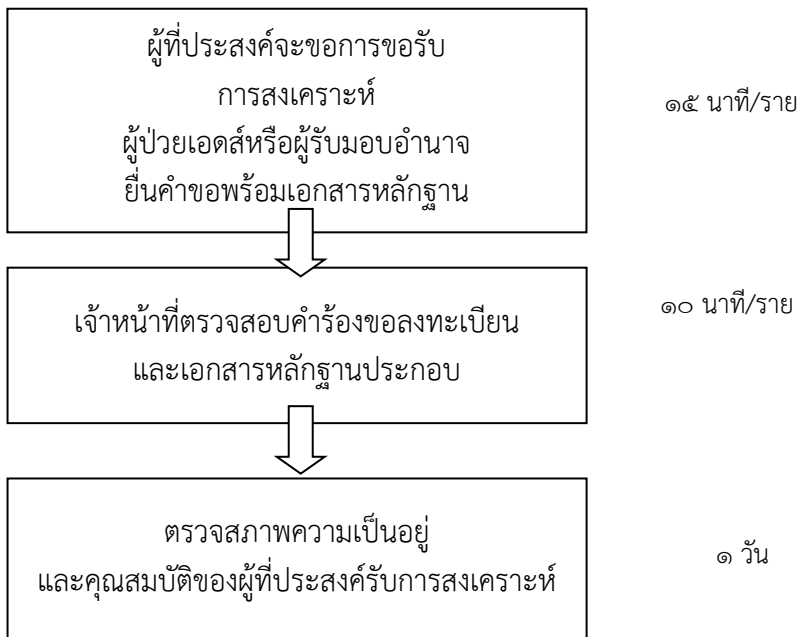 ผู้ที่ประสงค์จะขอการขอรับ
การสงเคราะห์
ผู้ป่วยเอดส์หรือผู้รับมอบอำนาจ
ยื่นคำขอพร้อมเอกสารหลักฐาน
๑๕ นาที/ราย
เจ้าหน้าที่ตรวจสอบคำร้องขอลงทะเบียน
และเอกสารหลักฐานประกอบ
๑๐ นาที/ราย
ตรวจสภาพความเป็นอยู่
และคุณสมบัติของผู้ที่ประสงค์รับการสงเคราะห์
๑ วัน